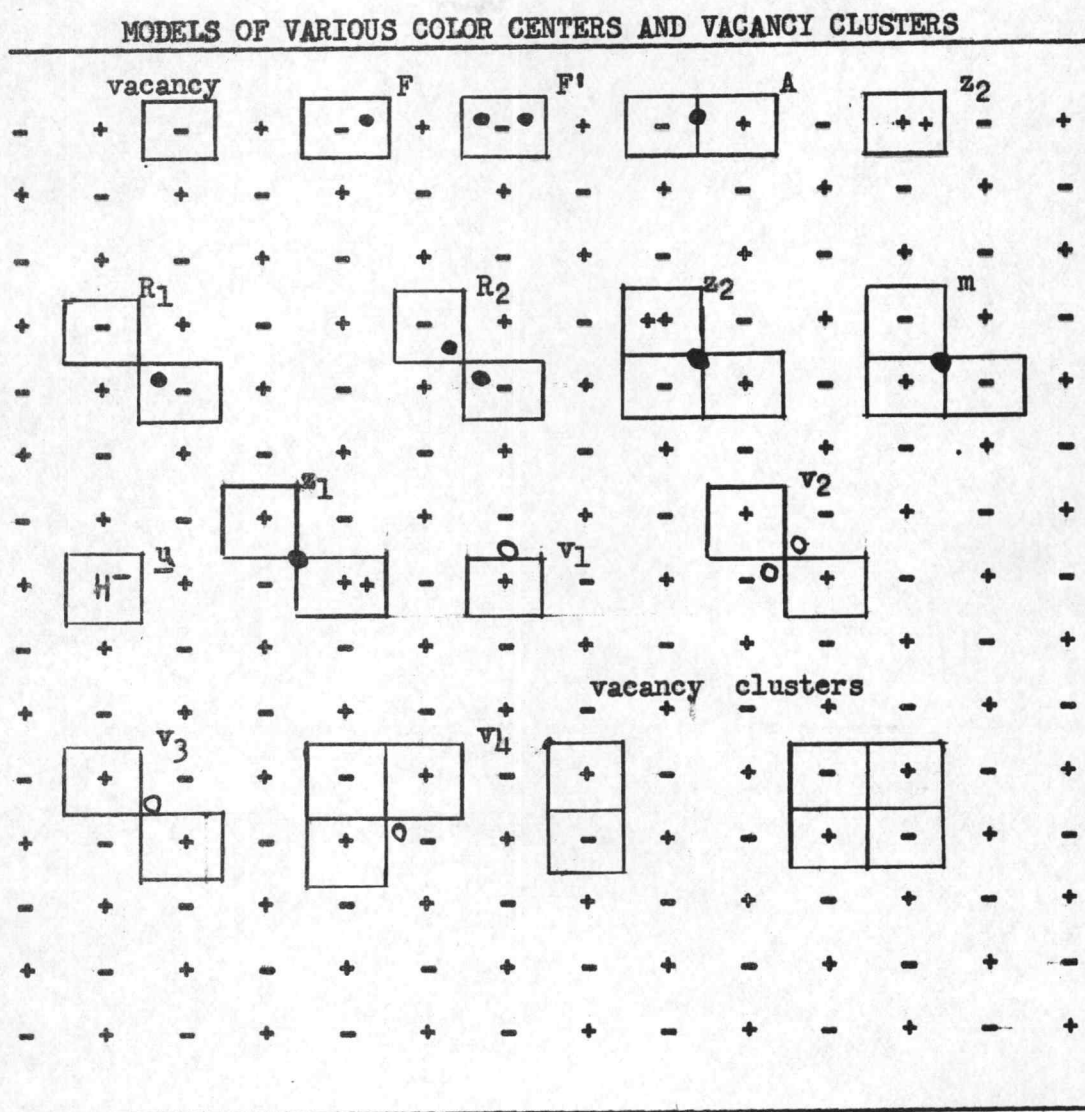 MODELS OF VARIOUS COLOR CENTERS AND VACANCY CLUSTERS
vacancy F F' A z2
- + - + - + - + - + - ++ - +
+ - + - + - + - + - + - + -
- + - + - + - + - + - + - +
R1 R2 z2 m
+ - + - + - + - ++ - + - + -
- + - + - + - + - + - + - +
+ - + - + - + - + - + - + -
z1 v2
- + - + - + - + - + - + - +
u v1
+ H- + - ++ - + - + - + - + -
- + - + - + - + - + - + - +
vacancy clusters
+ - + - + - + - + - + - + -
v3 v4
- + - + - + - + - + - + - +
+ - + - + - + - + - + - + -
- + - + - + - + - + - + - +
+ - + - + - + - + - + - + -
- + - + - + - + - + - + - +